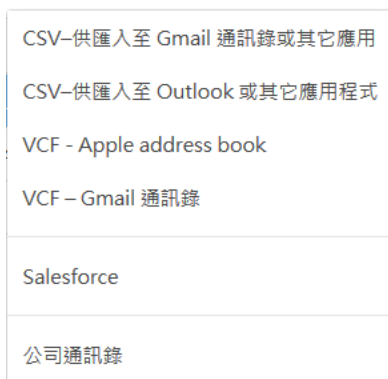 CSV–供匯入至 Gmail 通訊錄或其它應用
CSV–供匯入至 Outlook 或其它應用程式
VCF - Apple address book
VCF – Gmail 通訊錄
Salesforce
公司通訊錄